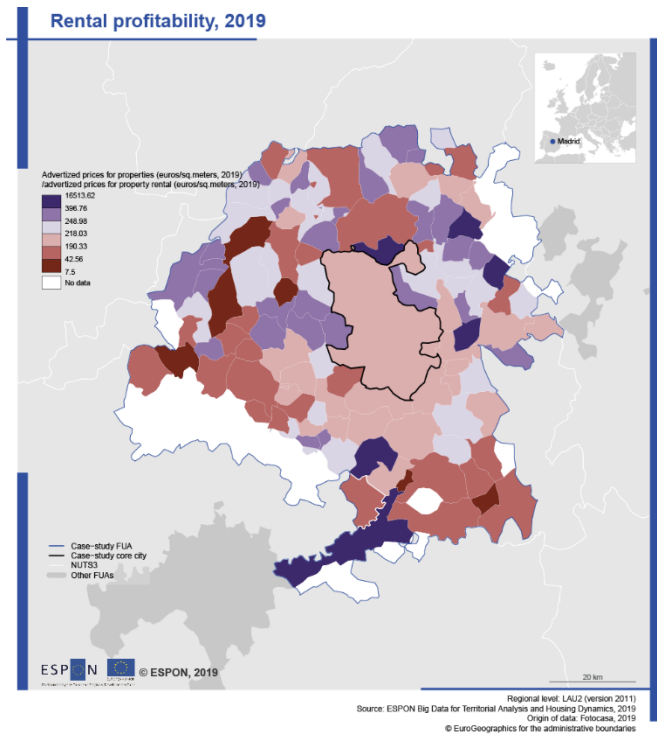 Rental profitability, 2019
Madrid
Advertized prices for properties (euros/sq.meters, 2019)
/advertized prices for property rental (euros/sq.meters, 2019)
16513.62
396.76
248.98
218.03
190.33
42.56
7.5
No data
Case-study FUA
Case-study core city
NUTS3
Other FUAs
ESPON
© ESPON, 2019
20 km
Regional level: LAU2 (version 2011)
Source: ESPON Big Data for Territorial Analysis and Housing Dynamics, 2019
Origin of data: Fotocasa, 2019
© EuroGeographics for the administrative boundaries